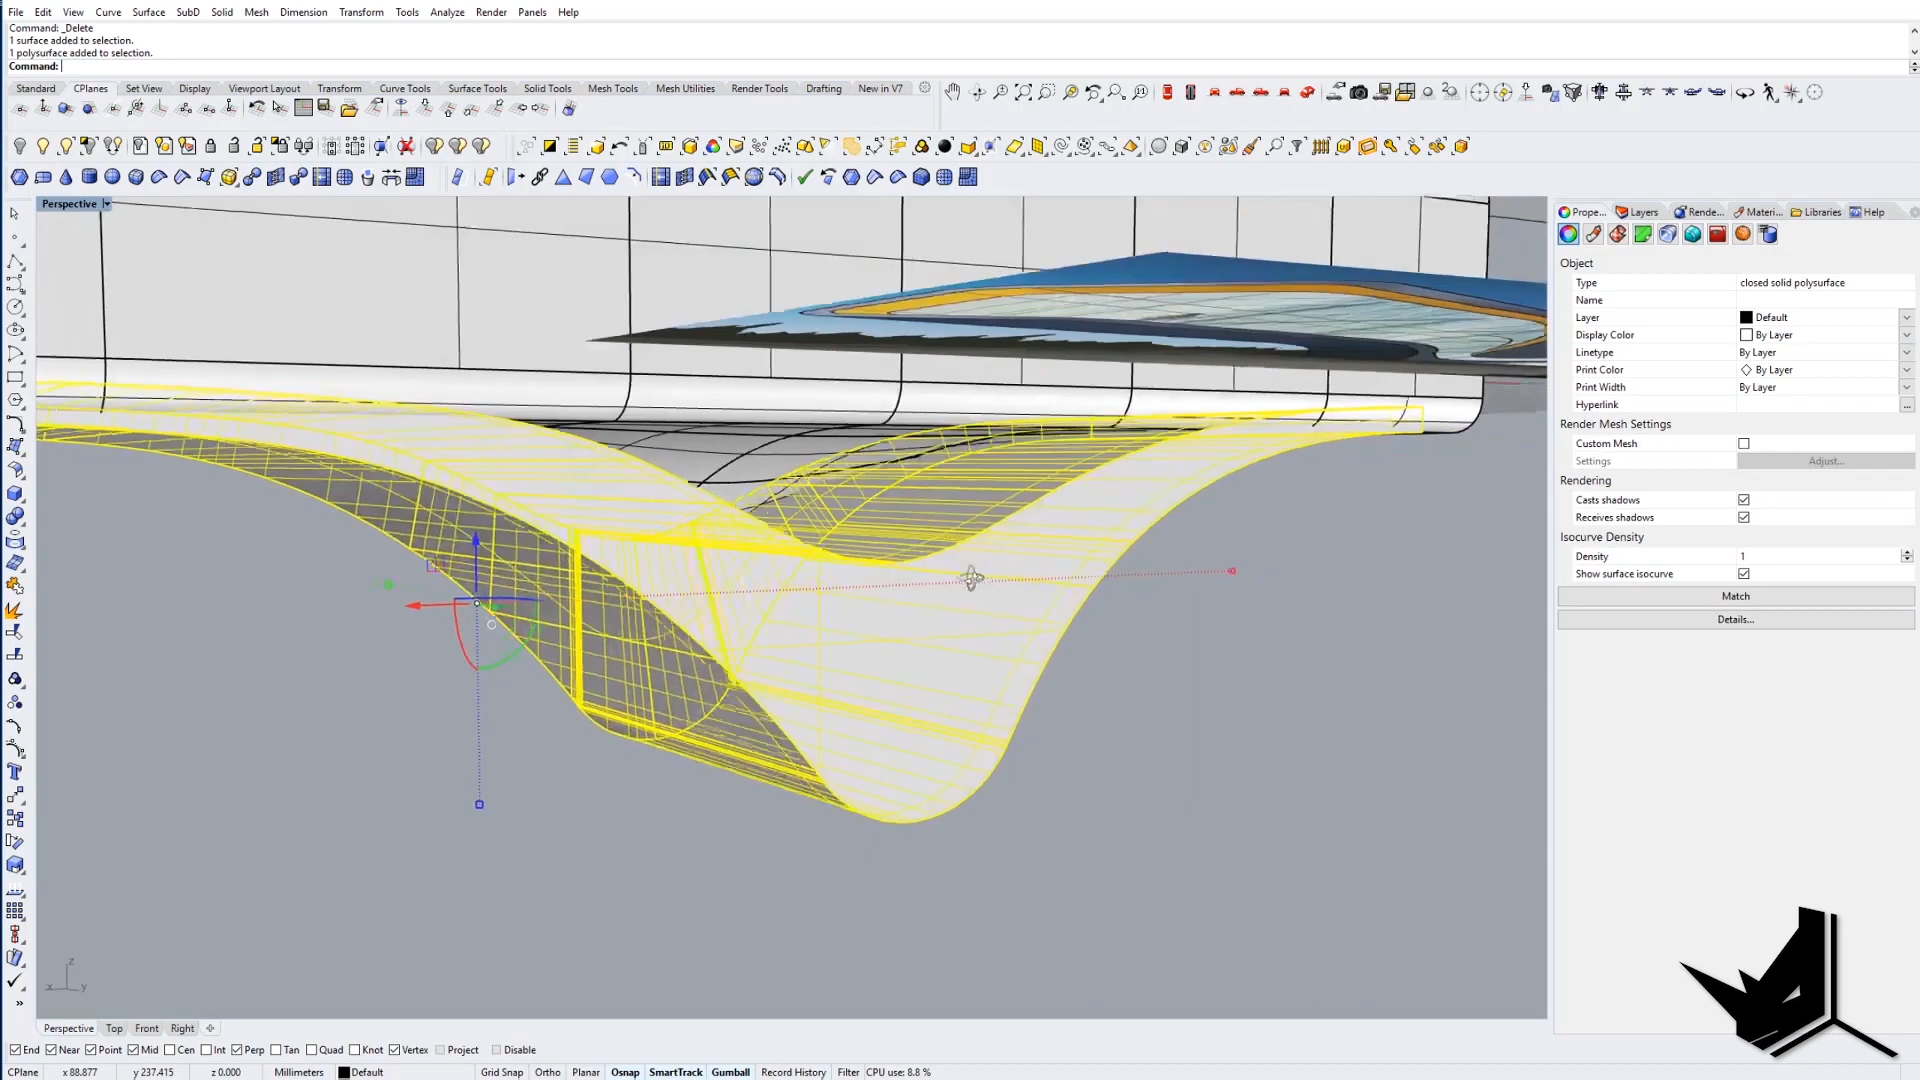 File Edit View Curve Surface SubD Solid Mesh Dimension Transform Tools Analyze Render Panels Help
Command: _Delete
1 surface added to selection.
1 polysurface added to selection.
Command:
Standard CPlanes Set View Display Viewport Layout Transform Curve Tools Surface Tools Solid Tools Mesh Tools Mesh Utilities Render Tools Drafting New in V7
Perspective
Prope... Layers Rende... Materi... Libraries Help
Object
Type closed solid polysurface
Name
Layer Default
Display Color By Layer
Linetype By Layer
Print Color By Layer
Print Width By Layer
Hyperlink ...
Render Mesh Settings
Custom Mesh
Settings Adjust...
Rendering
Casts shadows
Receives shadows
Isocurve Density
Density 1
Show surface isocurve
Match
Details...
z
x y
Perspective Top Front Right
End Near Point Mid Cen Int Perp Tan Quad Knot Vertex Project Disable
CPlane x 88.877 y 237.415 z 0.000 Millimeters Default Grid Snap Ortho Planar Osnap SmartTrack Gumball Record History Filter CPU use: 8.8 %